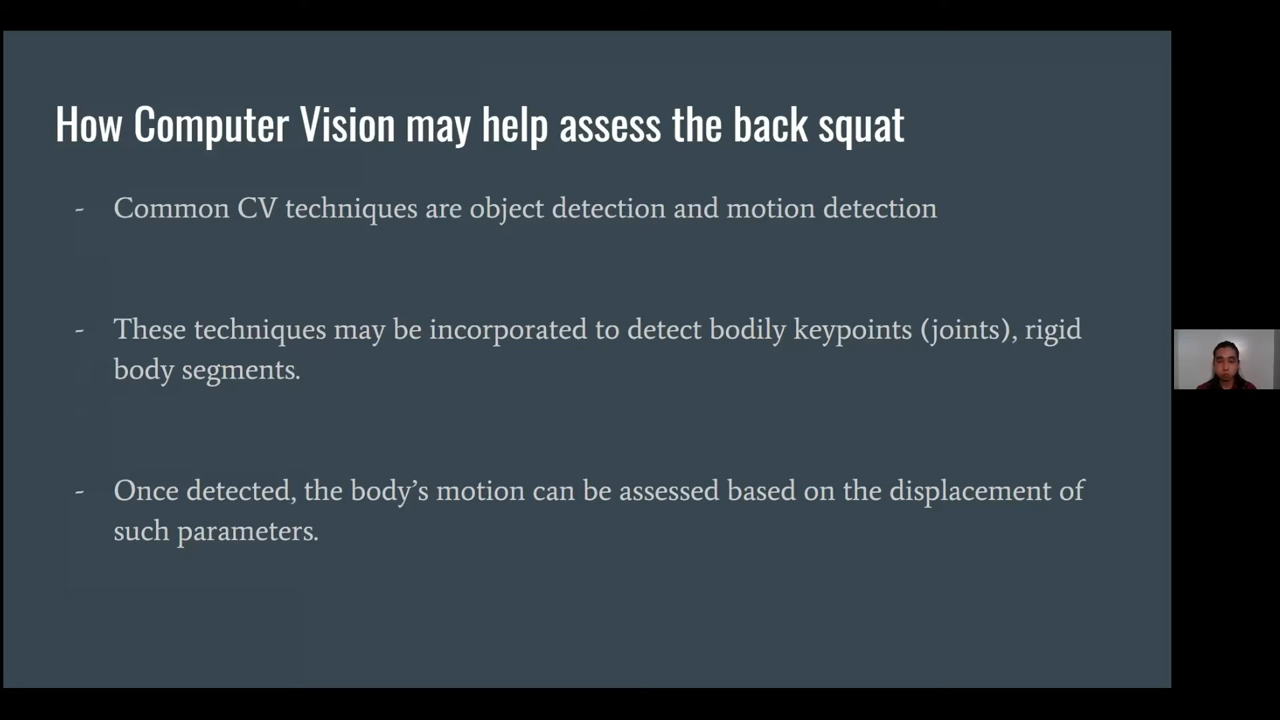 How Computer Vision may help assess the back squat
- Common CV techniques are object detection and motion detection
- These techniques may be incorporated to detect bodily keypoints (joints), rigid
body segments.
- Once detected, the body’s motion can be assessed based on the displacement of
such parameters.